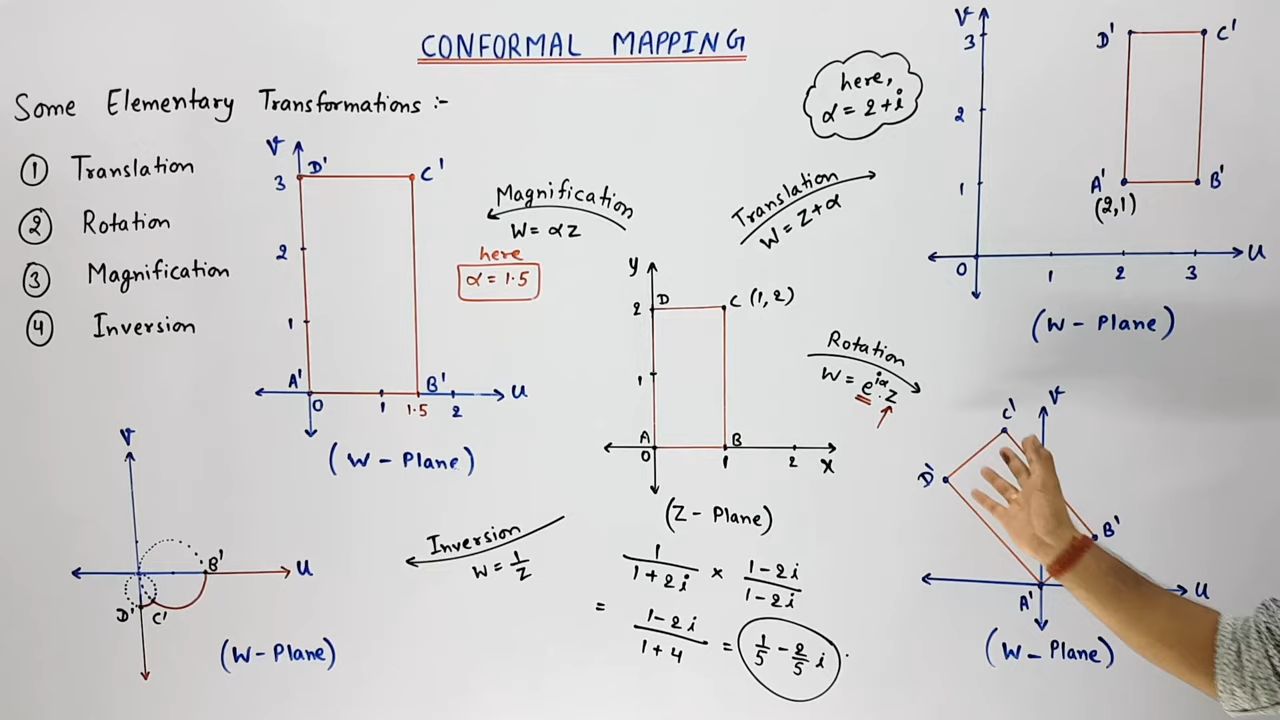 CONFORMAL MAPPING
Some Elementary Transformations :-
① Translation
② Rotation
③ Magnification
④ Inversion
V
3
2
1
D'
C'
A'
B'
0
1
1.5
2
U
(W - Plane)
Magnification
W = αz
here
α = 1.5
Translation
W = Z + α
here,
α = 2 + i
V
3
2
1
D'
C'
A'
(2,1)
B'
0
1
2
3
U
(W - Plane)
y
2
1
D
C (1, 2)
A
B
0
1
2
X
(Z - Plane)
Rotation
W = e^{iα}.z
V
C'
D'
B'
A'
U
(W - Plane)
Inversion
W = 1/Z
V
B'
U
D'
C'
(W - Plane)
1/(1+2i) × (1-2i)/(1-2i)
= (1-2i)/(1+4) = 1/5 - 2/5 i